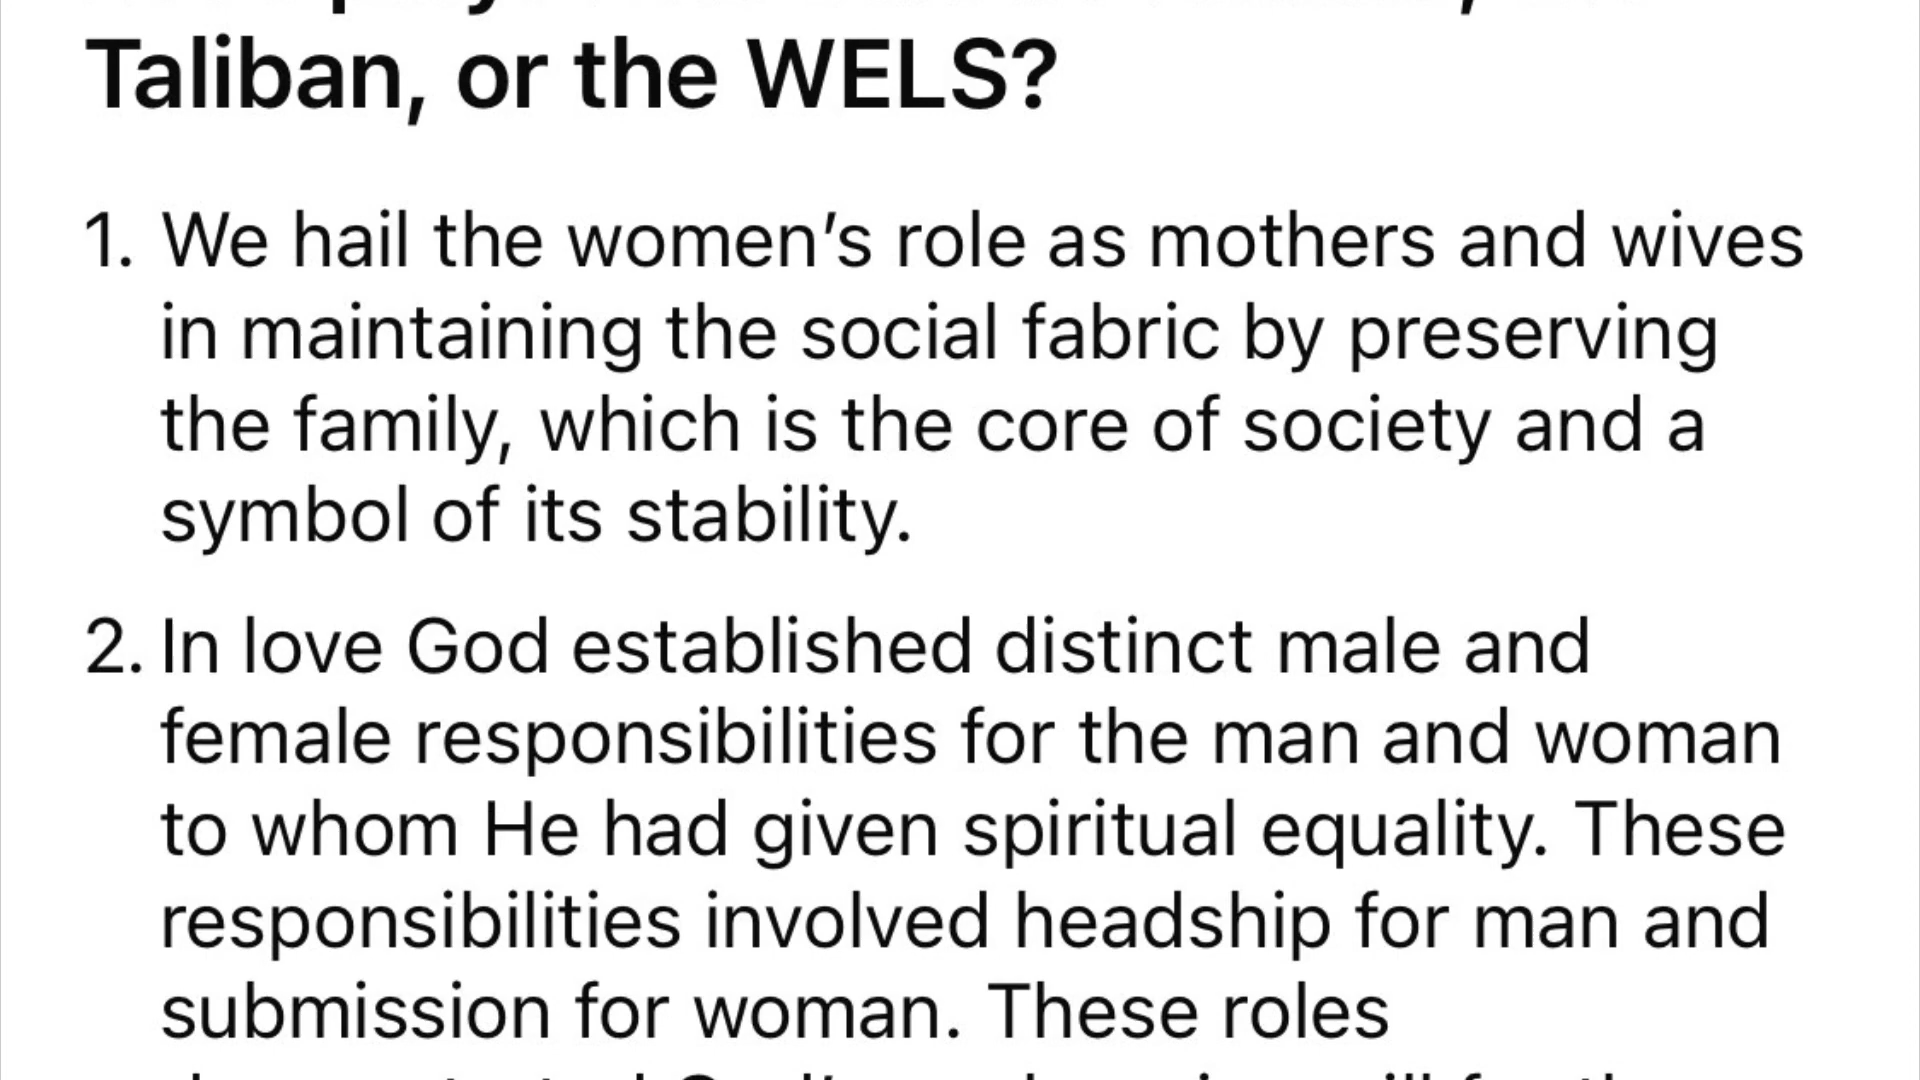 Taliban, or the WELS?
1. We hail the women’s role as mothers and wives
in maintaining the social fabric by preserving
the family, which is the core of society and a
symbol of its stability.
2. In love God established distinct male and
female responsibilities for the man and woman
to whom He had given spiritual equality. These
responsibilities involved headship for man and
submission for woman. These roles